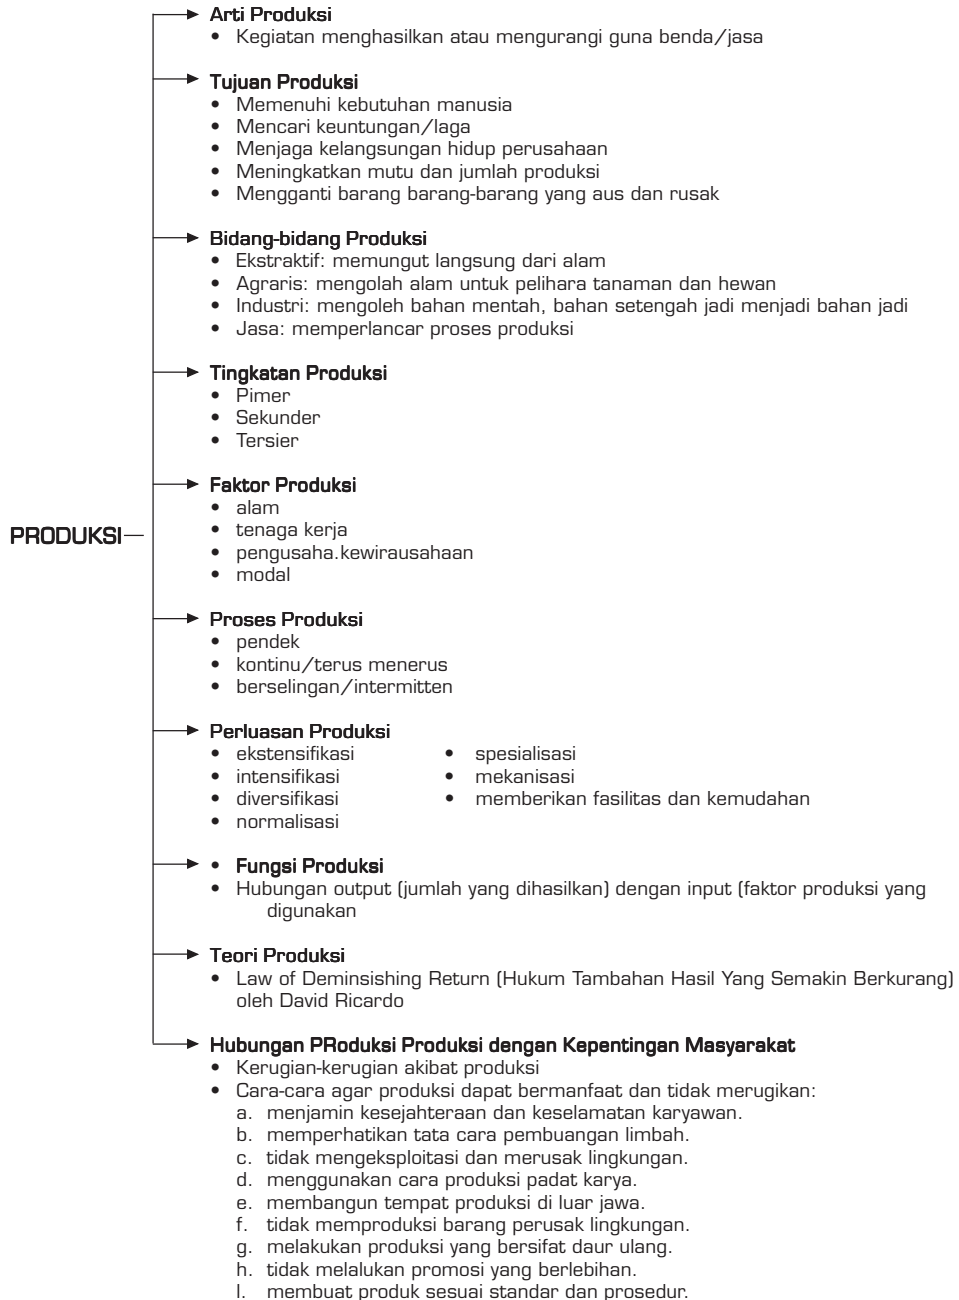 Arti Produksi
• Kegiatan menghasilkan atau mengurangi guna benda/jasa
Tujuan Produksi
• Memenuhi kebutuhan manusia
• Mencari keuntungan/laga
• Menjaga kelangsungan hidup perusahaan
• Meningkatkan mutu dan jumlah produksi
• Mengganti barang barang-barang yang aus dan rusak
Bidang-bidang Produksi
• Ekstraktif: memungut langsung dari alam
• Agraris: mengolah alam untuk pelihara tanaman dan hewan
• Industri: mengoleh bahan mentah, bahan setengah jadi menjadi bahan jadi
• Jasa: memperlancar proses produksi
Tingkatan Produksi
• Pimer
• Sekunder
• Tersier
Faktor Produksi
• alam
• tenaga kerja
PRODUKSI
• pengusaha.kewirausahaan
• modal
Proses Produksi
• pendek
• kontinu/terus menerus
• berselingan/intermitten
Perluasan Produksi
• ekstensifikasi • spesialisasi
• intensifikasi • mekanisasi
• diversifikasi • memberikan fasilitas dan kemudahan
• normalisasi
• Fungsi Produksi
• Hubungan output (jumlah yang dihasilkan) dengan input (faktor produksi yang
digunakan
Teori Produksi
• Law of Deminsishing Return (Hukum Tambahan Hasil Yang Semakin Berkurang)
oleh David Ricardo
Hubungan PRoduksi Produksi dengan Kepentingan Masyarakat
• Kerugian-kerugian akibat produksi
• Cara-cara agar produksi dapat bermanfaat dan tidak merugikan:
a. menjamin kesejahteraan dan keselamatan karyawan.
b. memperhatikan tata cara pembuangan limbah.
c. tidak mengeksploitasi dan merusak lingkungan.
d. menggunakan cara produksi padat karya.
e. membangun tempat produksi di luar jawa.
f. tidak memproduksi barang perusak lingkungan.
g. melakukan produksi yang bersifat daur ulang.
h. tidak melalukan promosi yang berlebihan.
I. membuat produk sesuai standar dan prosedur.